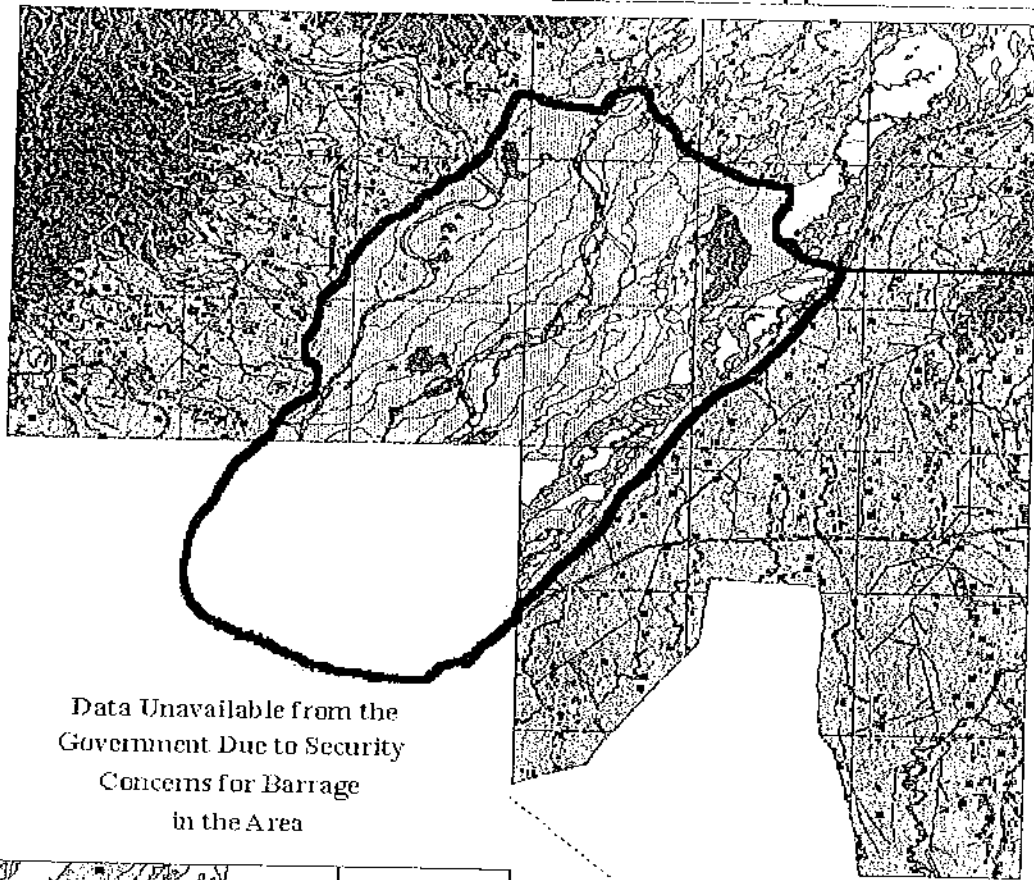 Data Unavailable from the
Government Due to Security
Concerns for Barrage
in the Area